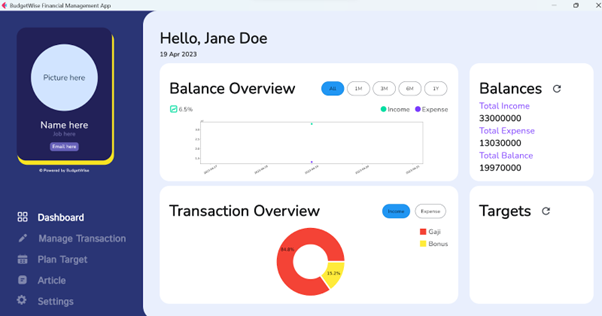 BudgetWise Financial Management App
Picture here
Name here
Job here
Email here
© Powered by BudgetWise
Dashboard
Manage Transaction
Plan Target
Article
Settings
Hello, Jane Doe
19 Apr 2023
Balance Overview
All 1M 3M 6M 1Y
6.5%
Income Expense
Balances
Total Income
33000000
Total Expense
13030000
Total Balance
19970000
Transaction Overview
Income Expense
Gaji
Bonus
84.8%
15.2%
Targets